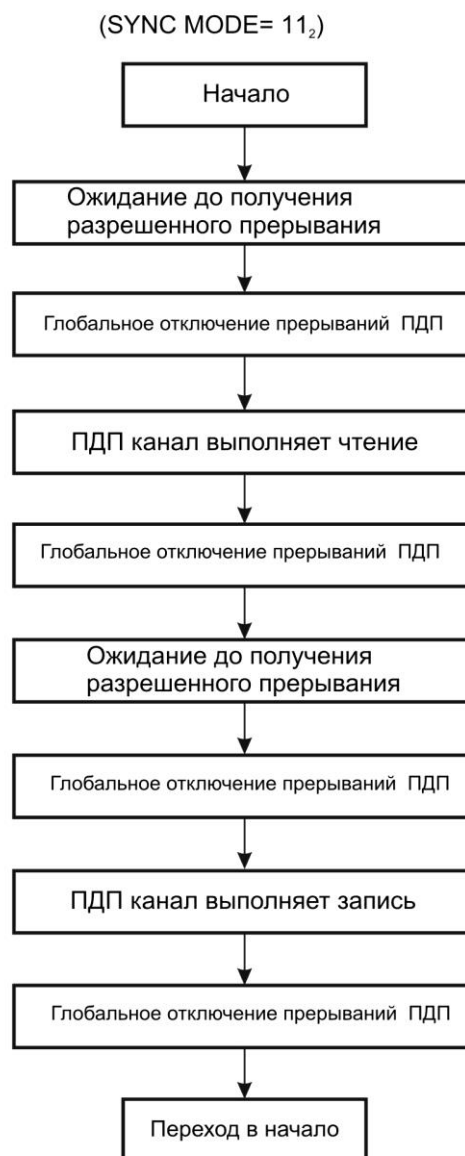 (SYNC MODE= 11₂)
Начало
Ожидание до получения
разрешенного прерывания
Глобальное отключение прерываний ПДП
ПДП канал выполняет чтение
Глобальное отключение прерываний ПДП
Ожидание до получения
разрешенного прерывания
Глобальное отключение прерываний ПДП
ПДП канал выполняет запись
Глобальное отключение прерываний ПДП
Переход в начало